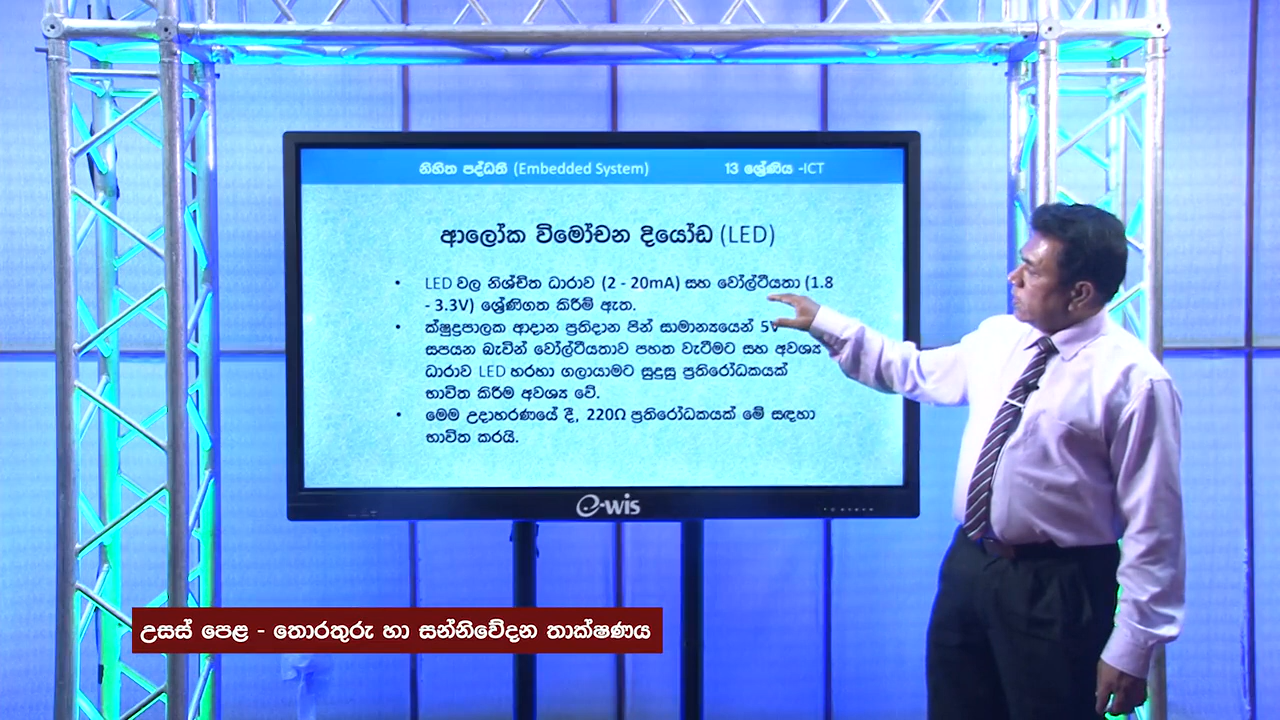 නිහිත පද්ධති (Embedded System) 13 ශ්‍රේණිය -ICT
ආලෝක විමෝචන දියෝඩ (LED)
• LED වල නිශ්චිත ධාරාව (2 - 20mA) සහ වෝල්ටීයතා (1.8
- 3.3V) ශ්‍රේණිගත කිරීම් ඇත.
• ක්ෂුද්‍රපාලක ආදාන ප්‍රතිදාන පින් සාමාන්‍යයෙන් 5V
සපයන බැවින් වෝල්ටීයතාව පහත වැටීමට සහ අවශ්‍ය
ධාරාව LED හරහා ගලායාමට සුදුසු ප්‍රතිරෝධකයක්
භාවිත කිරීම අවශ්‍ය වේ.
• මෙම උදාහරණයේ දී, 220Ω ප්‍රතිරෝධකයක් මේ සඳහා
භාවිත කරයි.
e-wis
උසස් පෙළ - තොරතුරු හා සන්නිවේදන තාක්ෂණය